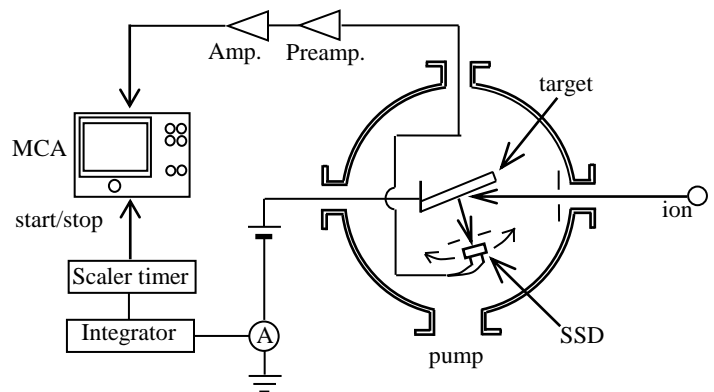 Amp.
Preamp.
target
MCA
ion
start/stop
Scaler timer
Integrator
A
SSD
pump